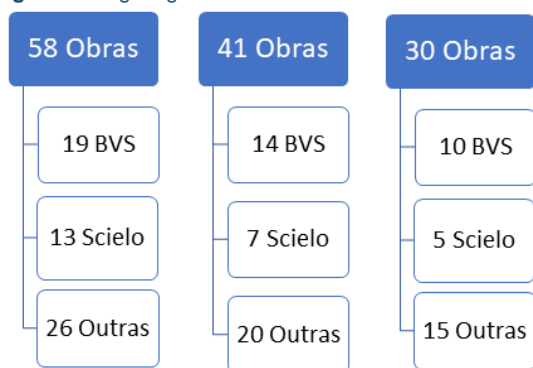 58 Obras
19 BVS
13 Scielo
26 Outras
41 Obras
14 BVS
7 Scielo
20 Outras
30 Obras
10 BVS
5 Scielo
15 Outras